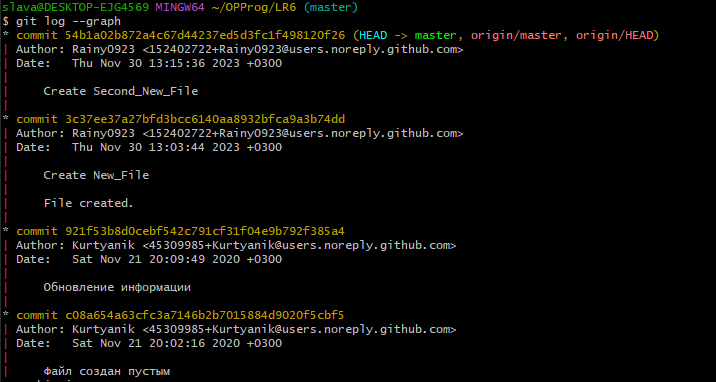 slava@DESKTOP-EJG4569 MINGW64 ~/OPProg/LR6 (master)
$ git log --graph
* commit 54b1a02b872a4c67d44237ed5d3fc1f498120f26 (HEAD -> master, origin/master, origin/HEAD)
| Author: Rainy0923 <152402722+Rainy0923@users.noreply.github.com>
| Date:   Thu Nov 30 13:15:36 2023 +0300
|
|     Create Second_New_File
|
* commit 3c37ee37a27bfd3bcc6140aa8932bfca9a3b74dd
| Author: Rainy0923 <152402722+Rainy0923@users.noreply.github.com>
| Date:   Thu Nov 30 13:03:44 2023 +0300
|
|     Create New_File
|
|     File created.
|
* commit 921f53b8d0cebf542c791cf31f04e9b792f385a4
| Author: Kurtyanik <45309985+Kurtyanik@users.noreply.github.com>
| Date:   Sat Nov 21 20:09:49 2020 +0300
|
|     Обновление информации
|
* commit c08a654a63cfc3a7146b2b7015884d9020f5cbf5
| Author: Kurtyanik <45309985+Kurtyanik@users.noreply.github.com>
| Date:   Sat Nov 21 20:02:16 2020 +0300
|
|     Файл создан пустым